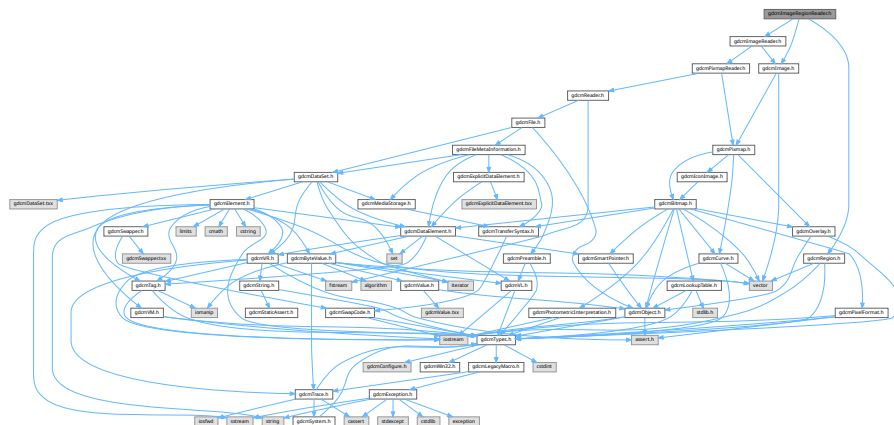 gdcmImageRegionReader.h
gdcmImageReader.h
gdcmPixmapReader.h
gdcmImage.h
gdcmReader.h
gdcmFile.h
gdcmFileMetaInformation.h
gdcmPixmap.h
gdcmDataSet.h
gdcmExplicitDataElement.h
gdcmIconImage.h
gdcmDataSet.txx
gdcmElement.h
gdcmMediaStorage.h
gdcmExplicitDataElement.txx
gdcmBitmap.h
gdcmSwapper.h
limits
cmath
cstring
gdcmDataElement.h
gdcmTransferSyntax.h
gdcmOverlay.h
gdcmSwapper.txx
gdcmVR.h
gdcmByteValue.h
set
gdcmPreamble.h
gdcmSmartPointer.h
gdcmCurve.h
gdcmRegion.h
gdcmTag.h
gdcmString.h
fstream
algorithm
gdcmValue.h
iterator
gdcmVL.h
gdcmLookupTable.h
vector
gdcmVM.h
iomanip
gdcmStaticAssert.h
gdcmSwapCode.h
gdcmValue.txx
gdcmPhotometricInterpretation.h
gdcmObject.h
stdlib.h
gdcmPixelFormat.h
iostream
gdcmTypes.h
assert.h
gdcmConfigure.h
gdcmWin32.h
gdcmLegacyMacro.h
cstdint
gdcmTrace.h
gdcmException.h
iosfwd
sstream
string
gdcmSystem.h
cassert
stdexcept
cstdlib
exception